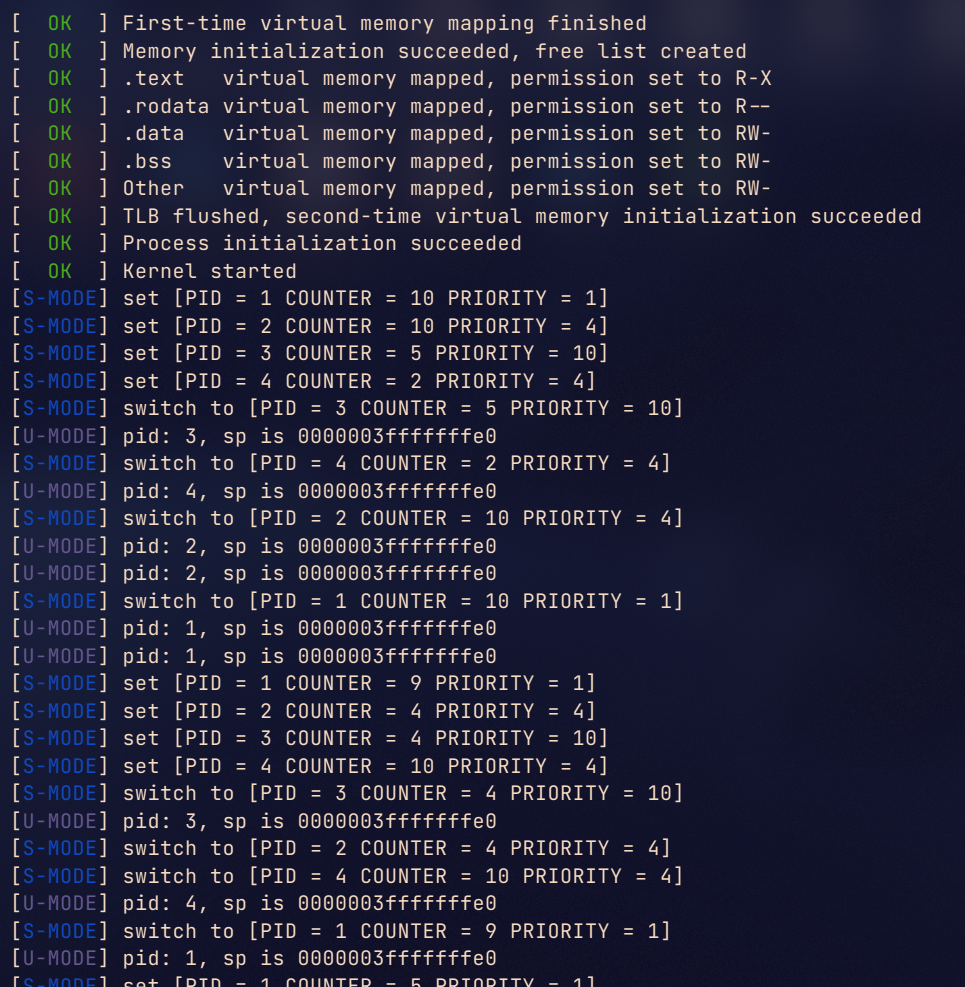 [  OK  ] First-time virtual memory mapping finished
[  OK  ] Memory initialization succeeded, free list created
[  OK  ] .text   virtual memory mapped, permission set to R-X
[  OK  ] .rodata virtual memory mapped, permission set to R--
[  OK  ] .data   virtual memory mapped, permission set to RW-
[  OK  ] .bss    virtual memory mapped, permission set to RW-
[  OK  ] Other   virtual memory mapped, permission set to RW-
[  OK  ] TLB flushed, second-time virtual memory initialization succeeded
[  OK  ] Process initialization succeeded
[  OK  ] Kernel started
[S-MODE] set [PID = 1 COUNTER = 10 PRIORITY = 1]
[S-MODE] set [PID = 2 COUNTER = 10 PRIORITY = 4]
[S-MODE] set [PID = 3 COUNTER = 5 PRIORITY = 10]
[S-MODE] set [PID = 4 COUNTER = 2 PRIORITY = 4]
[S-MODE] switch to [PID = 3 COUNTER = 5 PRIORITY = 10]
[U-MODE] pid: 3, sp is 0000003fffffffe0
[S-MODE] switch to [PID = 4 COUNTER = 2 PRIORITY = 4]
[U-MODE] pid: 4, sp is 0000003fffffffe0
[S-MODE] switch to [PID = 2 COUNTER = 10 PRIORITY = 4]
[U-MODE] pid: 2, sp is 0000003fffffffe0
[U-MODE] pid: 2, sp is 0000003fffffffe0
[S-MODE] switch to [PID = 1 COUNTER = 10 PRIORITY = 1]
[U-MODE] pid: 1, sp is 0000003fffffffe0
[U-MODE] pid: 1, sp is 0000003fffffffe0
[S-MODE] set [PID = 1 COUNTER = 9 PRIORITY = 1]
[S-MODE] set [PID = 2 COUNTER = 4 PRIORITY = 4]
[S-MODE] set [PID = 3 COUNTER = 4 PRIORITY = 10]
[S-MODE] set [PID = 4 COUNTER = 10 PRIORITY = 4]
[S-MODE] switch to [PID = 3 COUNTER = 4 PRIORITY = 10]
[U-MODE] pid: 3, sp is 0000003fffffffe0
[S-MODE] switch to [PID = 2 COUNTER = 4 PRIORITY = 4]
[S-MODE] switch to [PID = 4 COUNTER = 10 PRIORITY = 4]
[U-MODE] pid: 4, sp is 0000003fffffffe0
[S-MODE] switch to [PID = 1 COUNTER = 9 PRIORITY = 1]
[U-MODE] pid: 1, sp is 0000003fffffffe0
[S-MODE] set [PID = 1 COUNTER = 5 PRIORITY = 1]